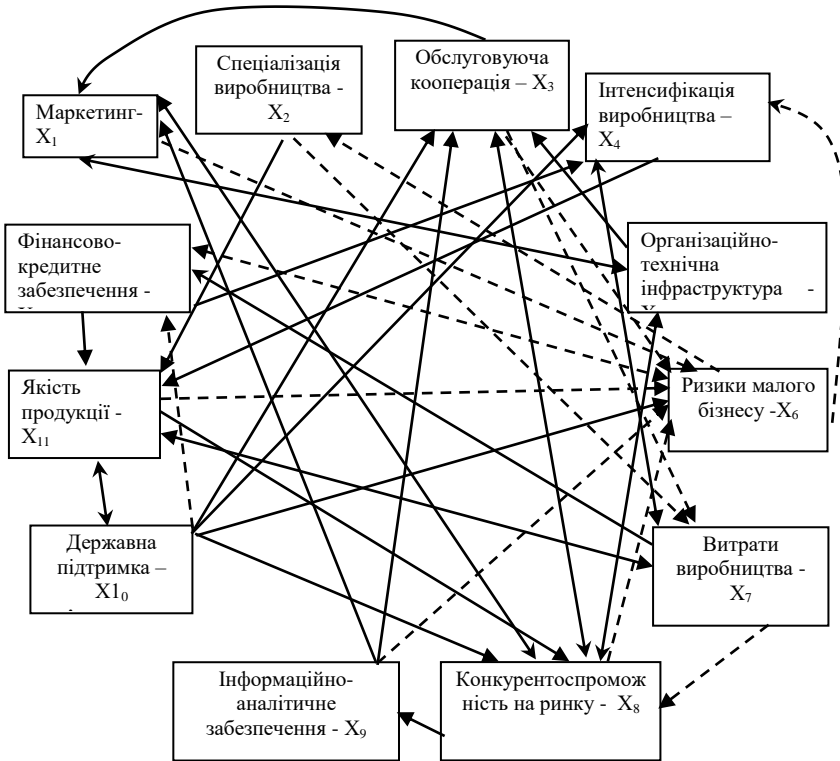 Спеціалізація
виробництва -
X2
Обслуговуюча
кооперація – X3
Маркетинг-
X1
Інтенсифікація
виробництва –
X4
Фінансово-
кредитне
забезпечення -
Організаційно-
технічна
інфраструктура -
Якість
продукції -
X11
Ризики малого
бізнесу -X6
Державна
підтримка –
X10
Витрати
виробництва -
X7
Інформаційно-
аналітичне
забезпечення - X9
Конкурентоспромож
ність на ринку - X8